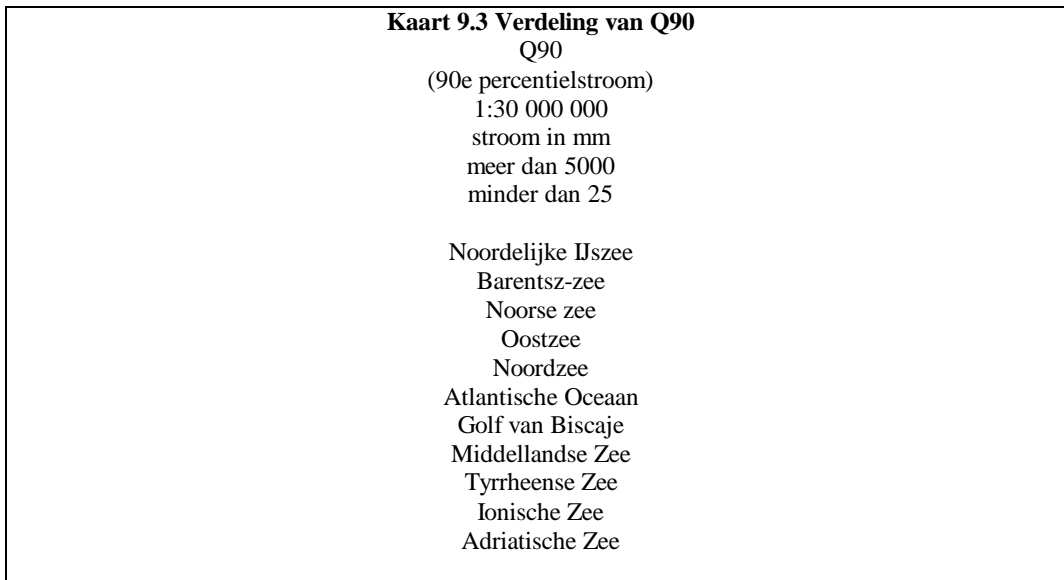 Kaart 9.3 Verdeling van Q90
Q90
(90e percentielstroom)
1:30 000 000
stroom in mm
meer dan 5000
minder dan 25
Noordelijke IJszee
Barentsz-zee
Noorse zee
Oostzee
Noordzee
Atlantische Oceaan
Golf van Biscaje
Middellandse Zee
Tyrrheense Zee
Ionische Zee
Adriatische Zee